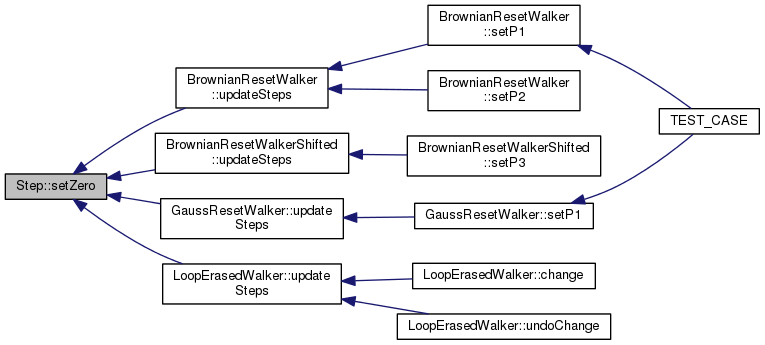 BrownianResetWalker
::setP1
BrownianResetWalker
::updateSteps
BrownianResetWalker
::setP2
TEST_CASE
BrownianResetWalkerShifted
::updateSteps
BrownianResetWalkerShifted
::setP3
Step::setZero
GaussResetWalker::update
Steps
GaussResetWalker::setP1
LoopErasedWalker::update
Steps
LoopErasedWalker::change
LoopErasedWalker::undoChange